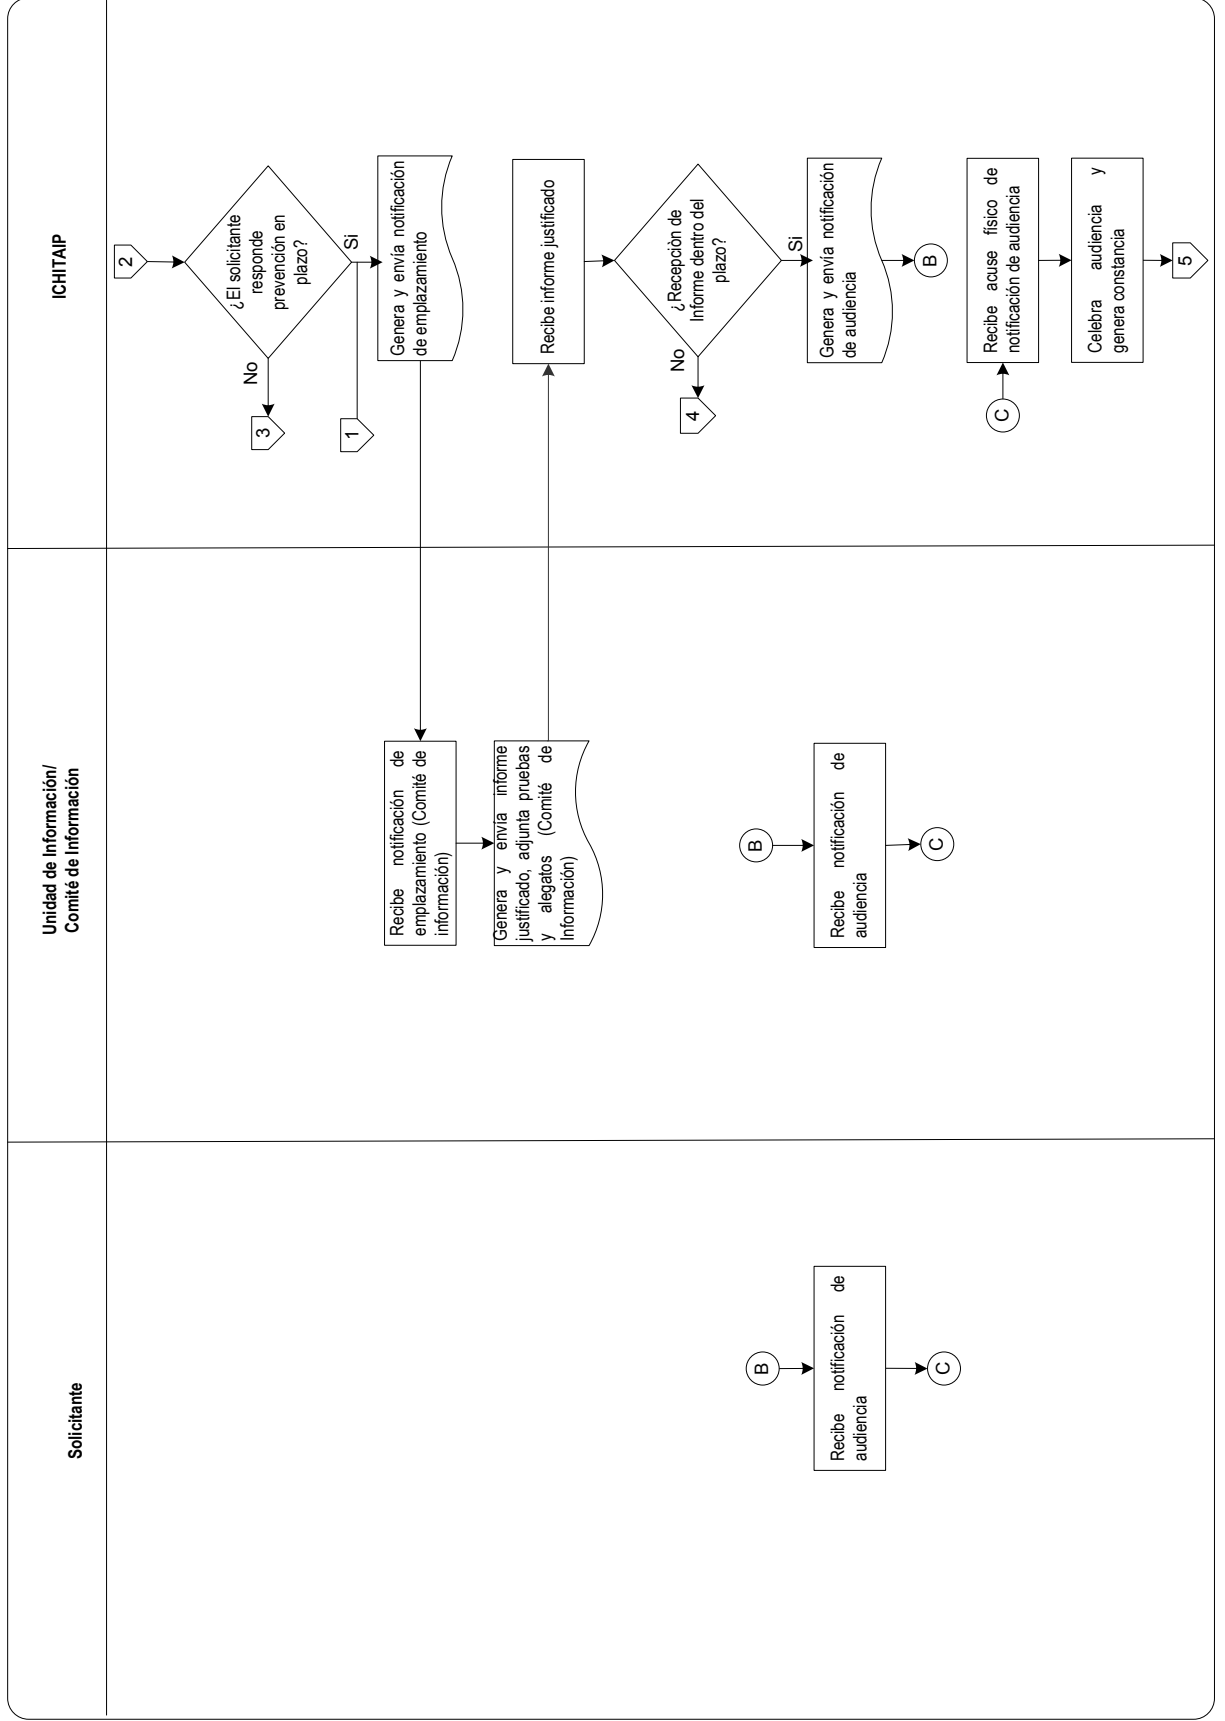 Solicitante
Unidad de Información/
Comité de Información
ICHITAIP
2
¿El solicitante
responde
prevención en
plazo?
No
3
Si
1
Genera y envía notificación
de emplazamiento
Recibe notificación de
emplazamiento (Comité de
información)
Genera y envía informe
justificado, adjunta pruebas
y alegatos (Comité de
Información)
Recibe informe justificado
¿Recepciòn de
Informe dentro del
plazo?
No
4
Si
Genera y envía notificación
de audiencia
B
B
Recibe notificación de
audiencia
C
B
Recibe notificación de
audiencia
C
C
Recibe acuse físico de
notificación de audiencia
Celebra audiencia y
genera constancia
5